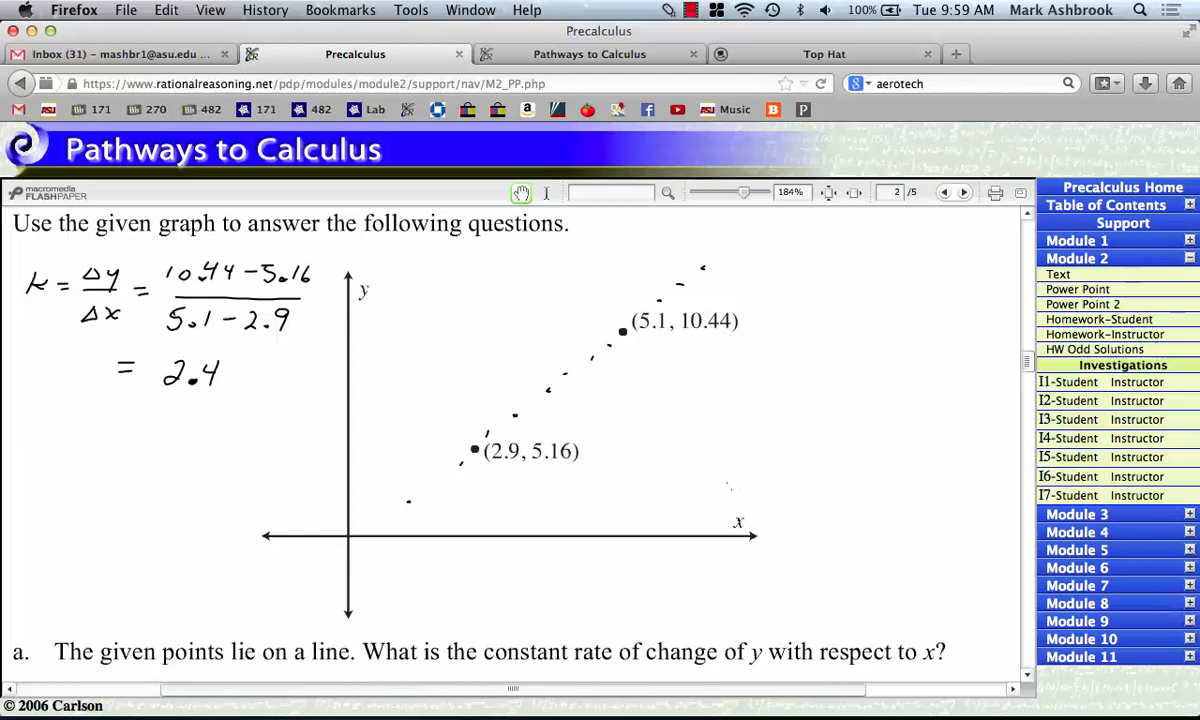 Firefox File Edit View History Bookmarks Tools Window Help 100% Tue 9:59 AM Mark Ashbrook
Precalculus
Inbox (31) – mashbr1@asu.edu ... × Precalculus × Pathways to Calculus × Top Hat × +
https://www.rationalreasoning.net/pdp/modules/module2/support/nav/M2_PP.php aerotech
ASU 171 270 482 171 482 Lab Music
Pathways to Calculus
macromedia FLASHPAPER 184% 2 /5
Use the given graph to answer the following questions.
K = Δy/Δx = 10.44 – 5.16 / 5.1 – 2.9
= 2.4
y
(5.1, 10.44)
(2.9, 5.16)
x
a. The given points lie on a line. What is the constant rate of change of y with respect to x?
Precalculus Home
Table of Contents
Support
Module 1
Module 2
Text
Power Point
Power Point 2
Homework-Student
Homework-Instructor
HW Odd Solutions
Investigations
I1-Student Instructor
I2-Student Instructor
I3-Student Instructor
I4-Student Instructor
I5-Student Instructor
I6-Student Instructor
I7-Student Instructor
Module 3
Module 4
Module 5
Module 6
Module 7
Module 8
Module 9
Module 10
Module 11
© 2006 Carlson